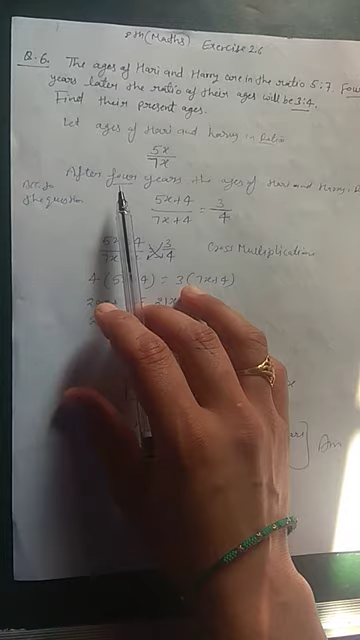 8th (Maths) Exercise 2.6
Q.6. The ages of Hari and Harry are in the ratio 5:7. Four
years later the ratio of their ages will be 3:4.
Find their present ages.
Let ages of Hari and harry in Ratio
5x/7x
After four years the ages of Hari and Harry
Acc. to
the question
5x+4/7x+4 = 3/4
3/4 Cross Multiplication
4(5x+4) = 3(7x+4)
= 21x
Ans